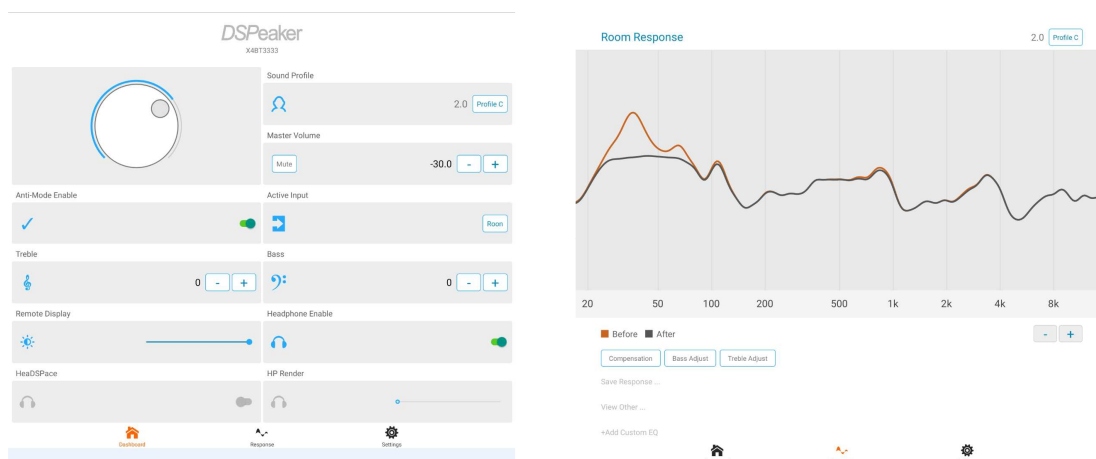 DSPeaker
X4BT3333
Sound Profile
2.0 Profile C
Master Volume
Mute -30.0 - +
Anti-Mode Enable Active Input
Roon
Treble Bass
0 - + 0 - +
Remote Display Headphone Enable
HeaDSPace HP Render
Dashboard Response Settings
Room Response 2.0 Profile C
20 50 100 200 500 1k 2k 4k 8k
Before After - +
Compensation Bass Adjust Treble Adjust
Save Response ...
View Other ...
+Add Custom EQ